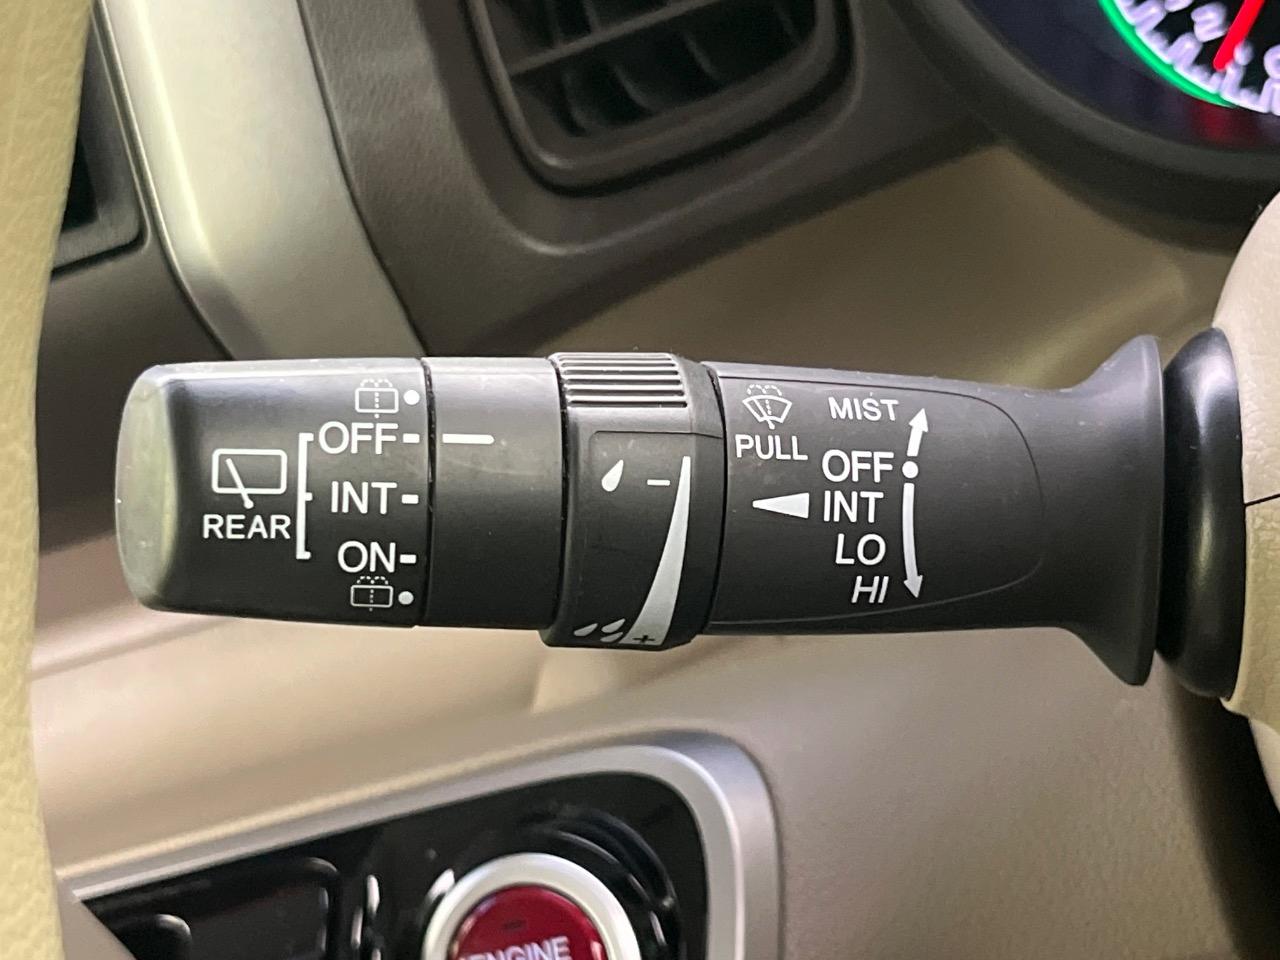 OFF
INT
ON
REAR
- 
+
PULL
MIST
OFF
INT
LO
HI
ENGINE